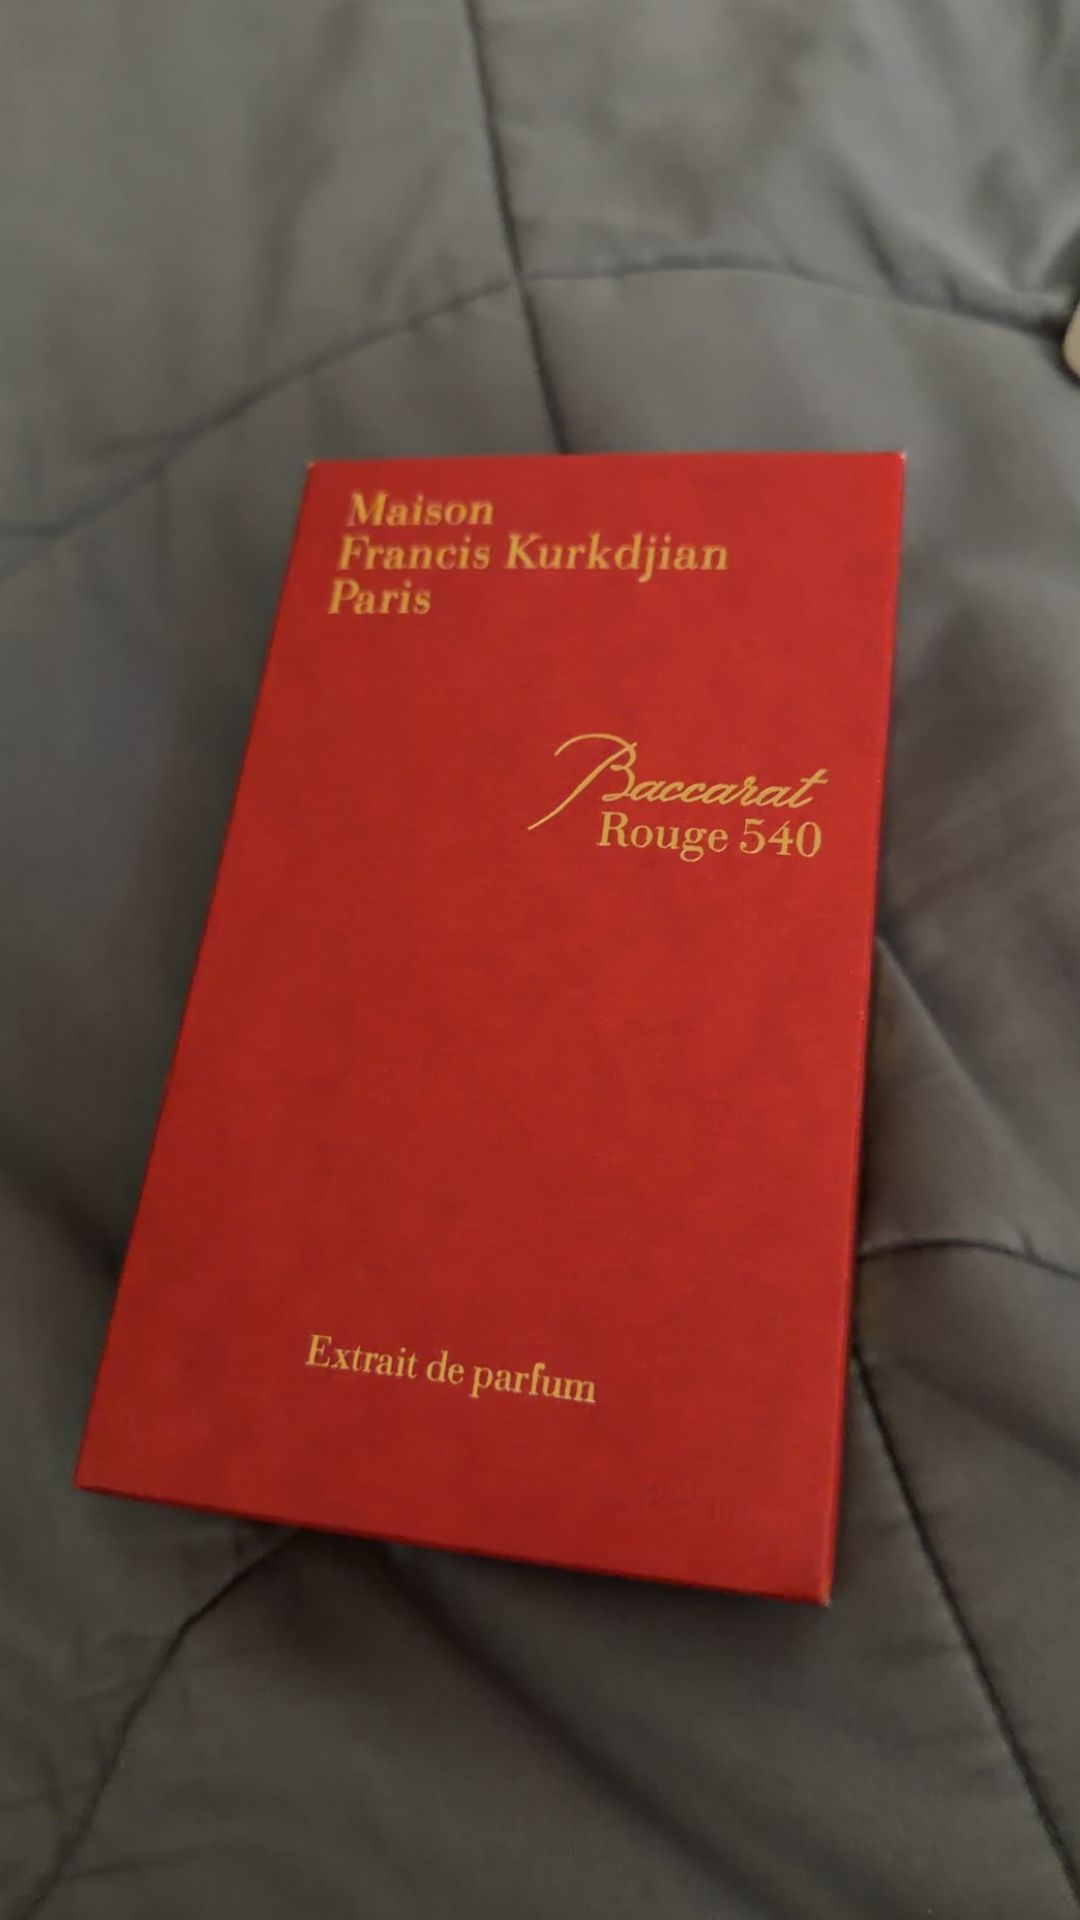 Maison
Francis Kurkdjian
Paris
Baccarat
Rouge 540
Extrait de parfum